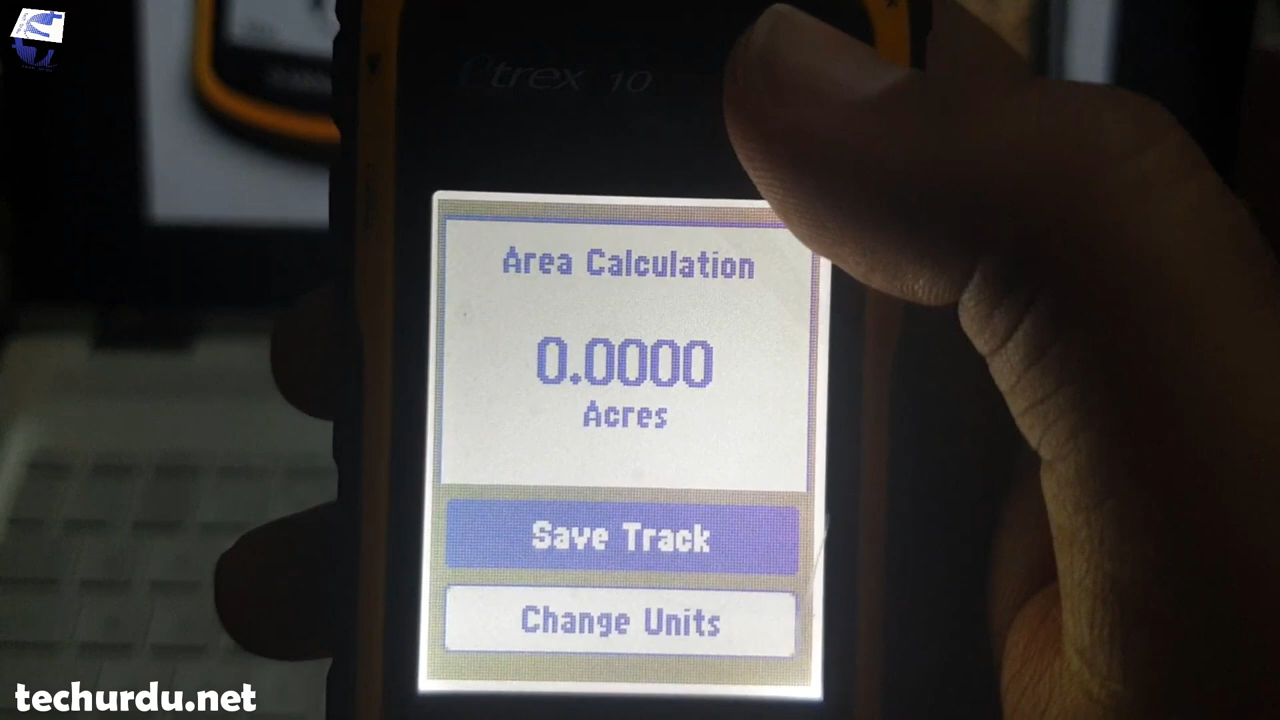 etrex 10
Area Calculation
0.0000
Acres
Save Track
Change Units
techurdu.net